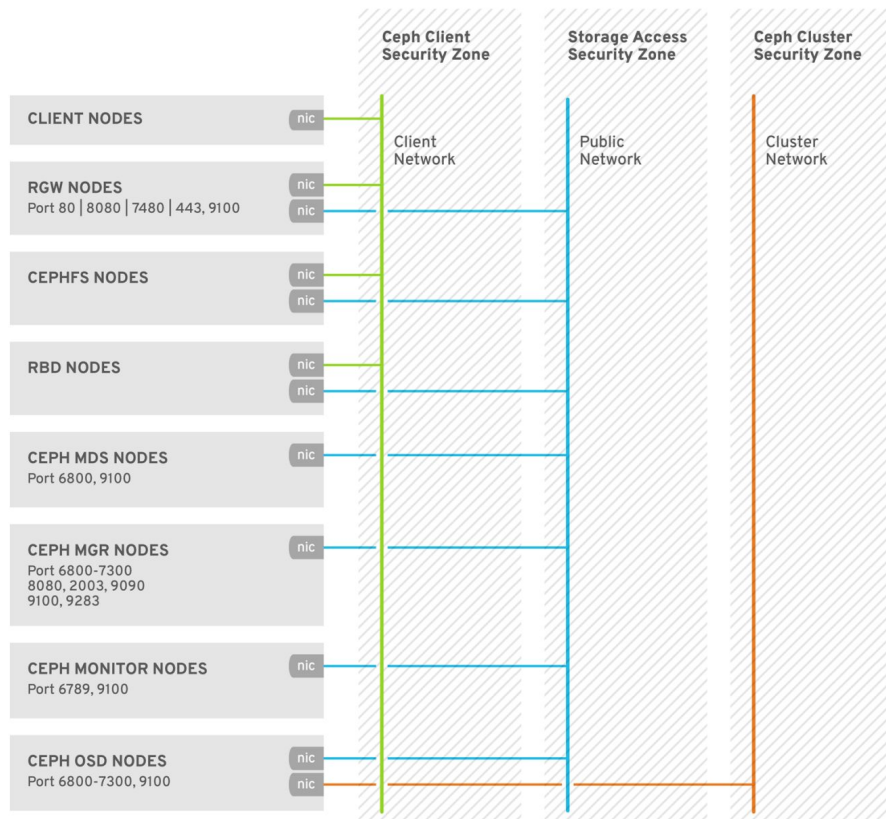 Ceph Client
Security Zone
Storage Access
Security Zone
Ceph Cluster
Security Zone
CLIENT NODES
nic
Client
Network
Public
Network
Cluster
Network
RGW NODES
Port 80 | 8080 | 7480 | 443, 9100
nic
nic
CEPHFS NODES
nic
nic
RBD NODES
nic
nic
CEPH MDS NODES
Port 6800, 9100
nic
CEPH MGR NODES
Port 6800-7300
8080, 2003, 9090
9100, 9283
nic
CEPH MONITOR NODES
Port 6789, 9100
nic
CEPH OSD NODES
Port 6800-7300, 9100
nic
nic